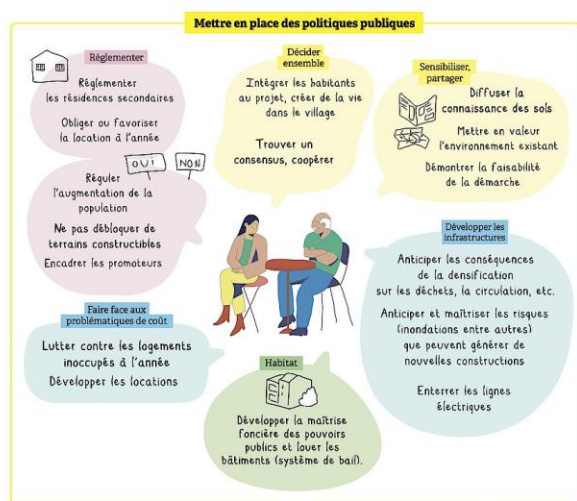 Mettre en place des politiques publiques
Réglementer
Réglementer
les résidences secondaires
Obliger ou favoriser
la location à l'année
OUI
NON
Réguler
l'augmentation de la
population
Ne pas débloquer de
terrains constructibles
Encadrer les promoteurs
Décider
ensemble
Intégrer les habitants
au projet, créer de la vie
dans le village
Trouver un
consensus, coopérer
Sensibiliser,
partager
Diffuser la
connaissance des sols
Mettre en valeur
l'environnement existant
Démontrer la faisabilité
de la démarche
Faire face aux
problématiques de coût
Lutter contre les logements
inoccupés à l'année
Développer les locations
Habitat
Développer la maîtrise
foncière des pouvoirs
publics et louer les
bâtiments (système de bail).
Développer les
infrastructures
Anticiper les conséquences
de la densification
sur les déchets, la circulation, etc.
Anticiper et maîtriser les risques
(inondations entre autres)
que peuvent générer de
nouvelles constructions
Enterrer les lignes
électriques